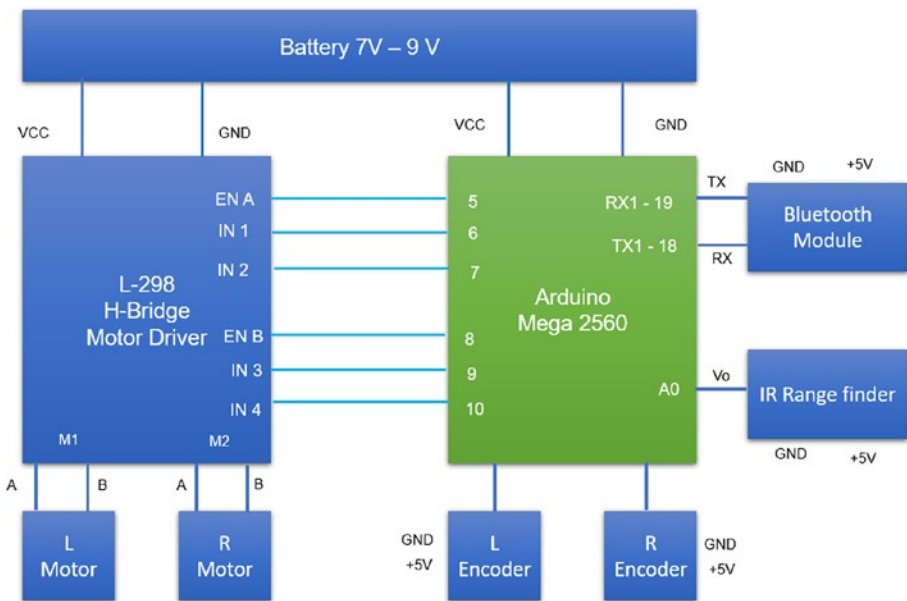 Battery 7V – 9 V
VCC
GND
VCC
GND
EN A
IN 1
IN 2
EN B
IN 3
IN 4
L-298
H-Bridge
Motor Driver
M1
M2
5
6
7
8
9
10
RX1 - 19
TX1 - 18
Arduino
Mega 2560
A0
TX
RX
GND
+5V
Bluetooth
Module
Vo
IR Range finder
GND
+5V
A
B
A
B
L
Motor
R
Motor
GND
+5V
L
Encoder
R
Encoder
GND
+5V